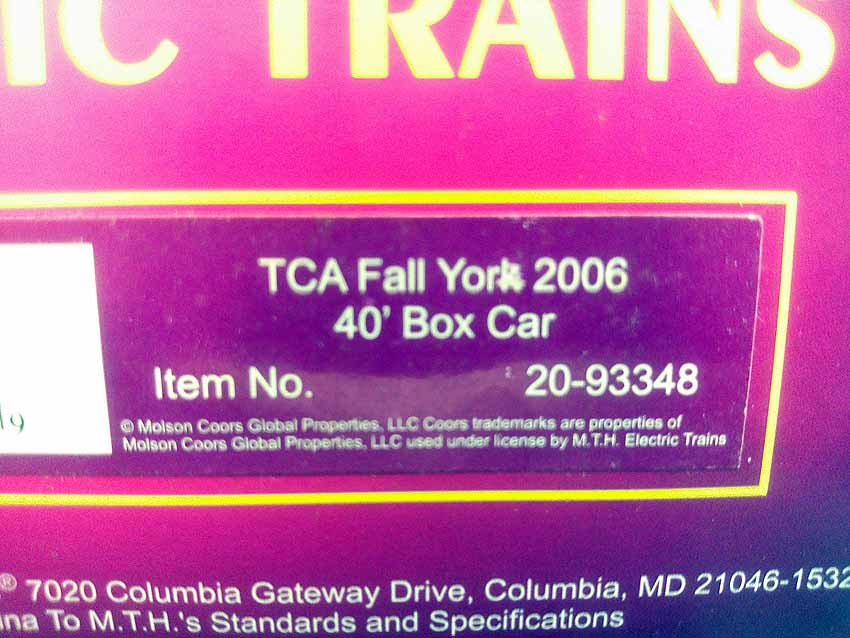 IC TRAINS
TCA Fall York 2006
40' Box Car
Item No. 20-93348
© Molson Coors Global Properties, LLC Coors trademarks are properties of
Molson Coors Global Properties, LLC used under license by M.T.H. Electric Trains
19
® 7020 Columbia Gateway Drive, Columbia, MD 21046-1532
ina To M.T.H.'s Standards and Specifications